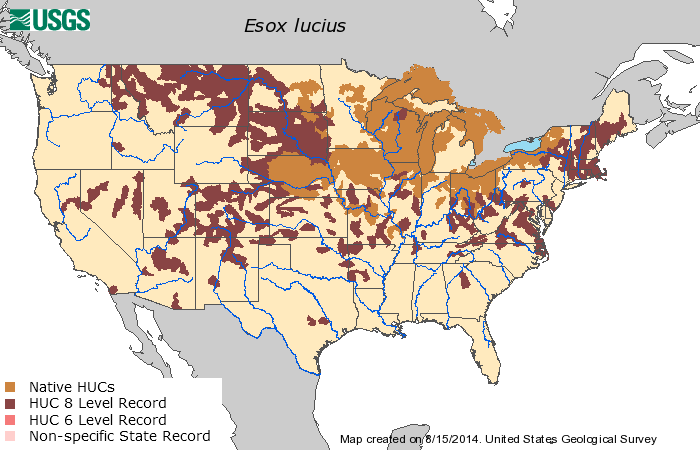 USGS
Esox lucius
Native HUCs
HUC 8 Level Record
HUC 6 Level Record
Non-specific State Record
Map created on 8/15/2014. United States Geological Survey